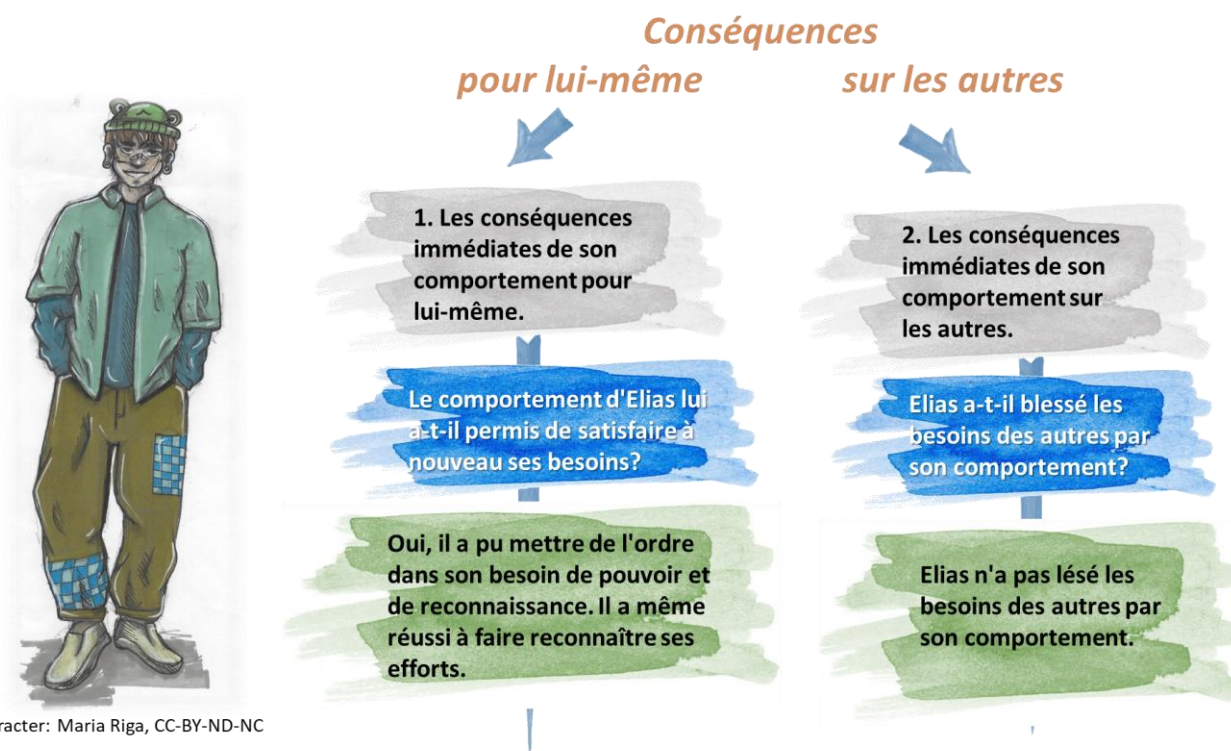 Conséquences
pour lui-même
sur les autres
1. Les conséquences
immédiates de son
comportement pour
lui-même.
2. Les conséquences
immédiates de son
comportement sur
les autres.
Le comportement d'Elias lui
a-t-il permis de satisfaire à
nouveau ses besoins?
Elias a-t-il blessé les
besoins des autres par
son comportement?
Oui, il a pu mettre de l'ordre
dans son besoin de pouvoir et
de reconnaissance. Il a même
réussi à faire reconnaître ses
efforts.
Elias n'a pas lésé les
besoins des autres par
son comportement.
racter: Maria Riga, CC-BY-ND-NC